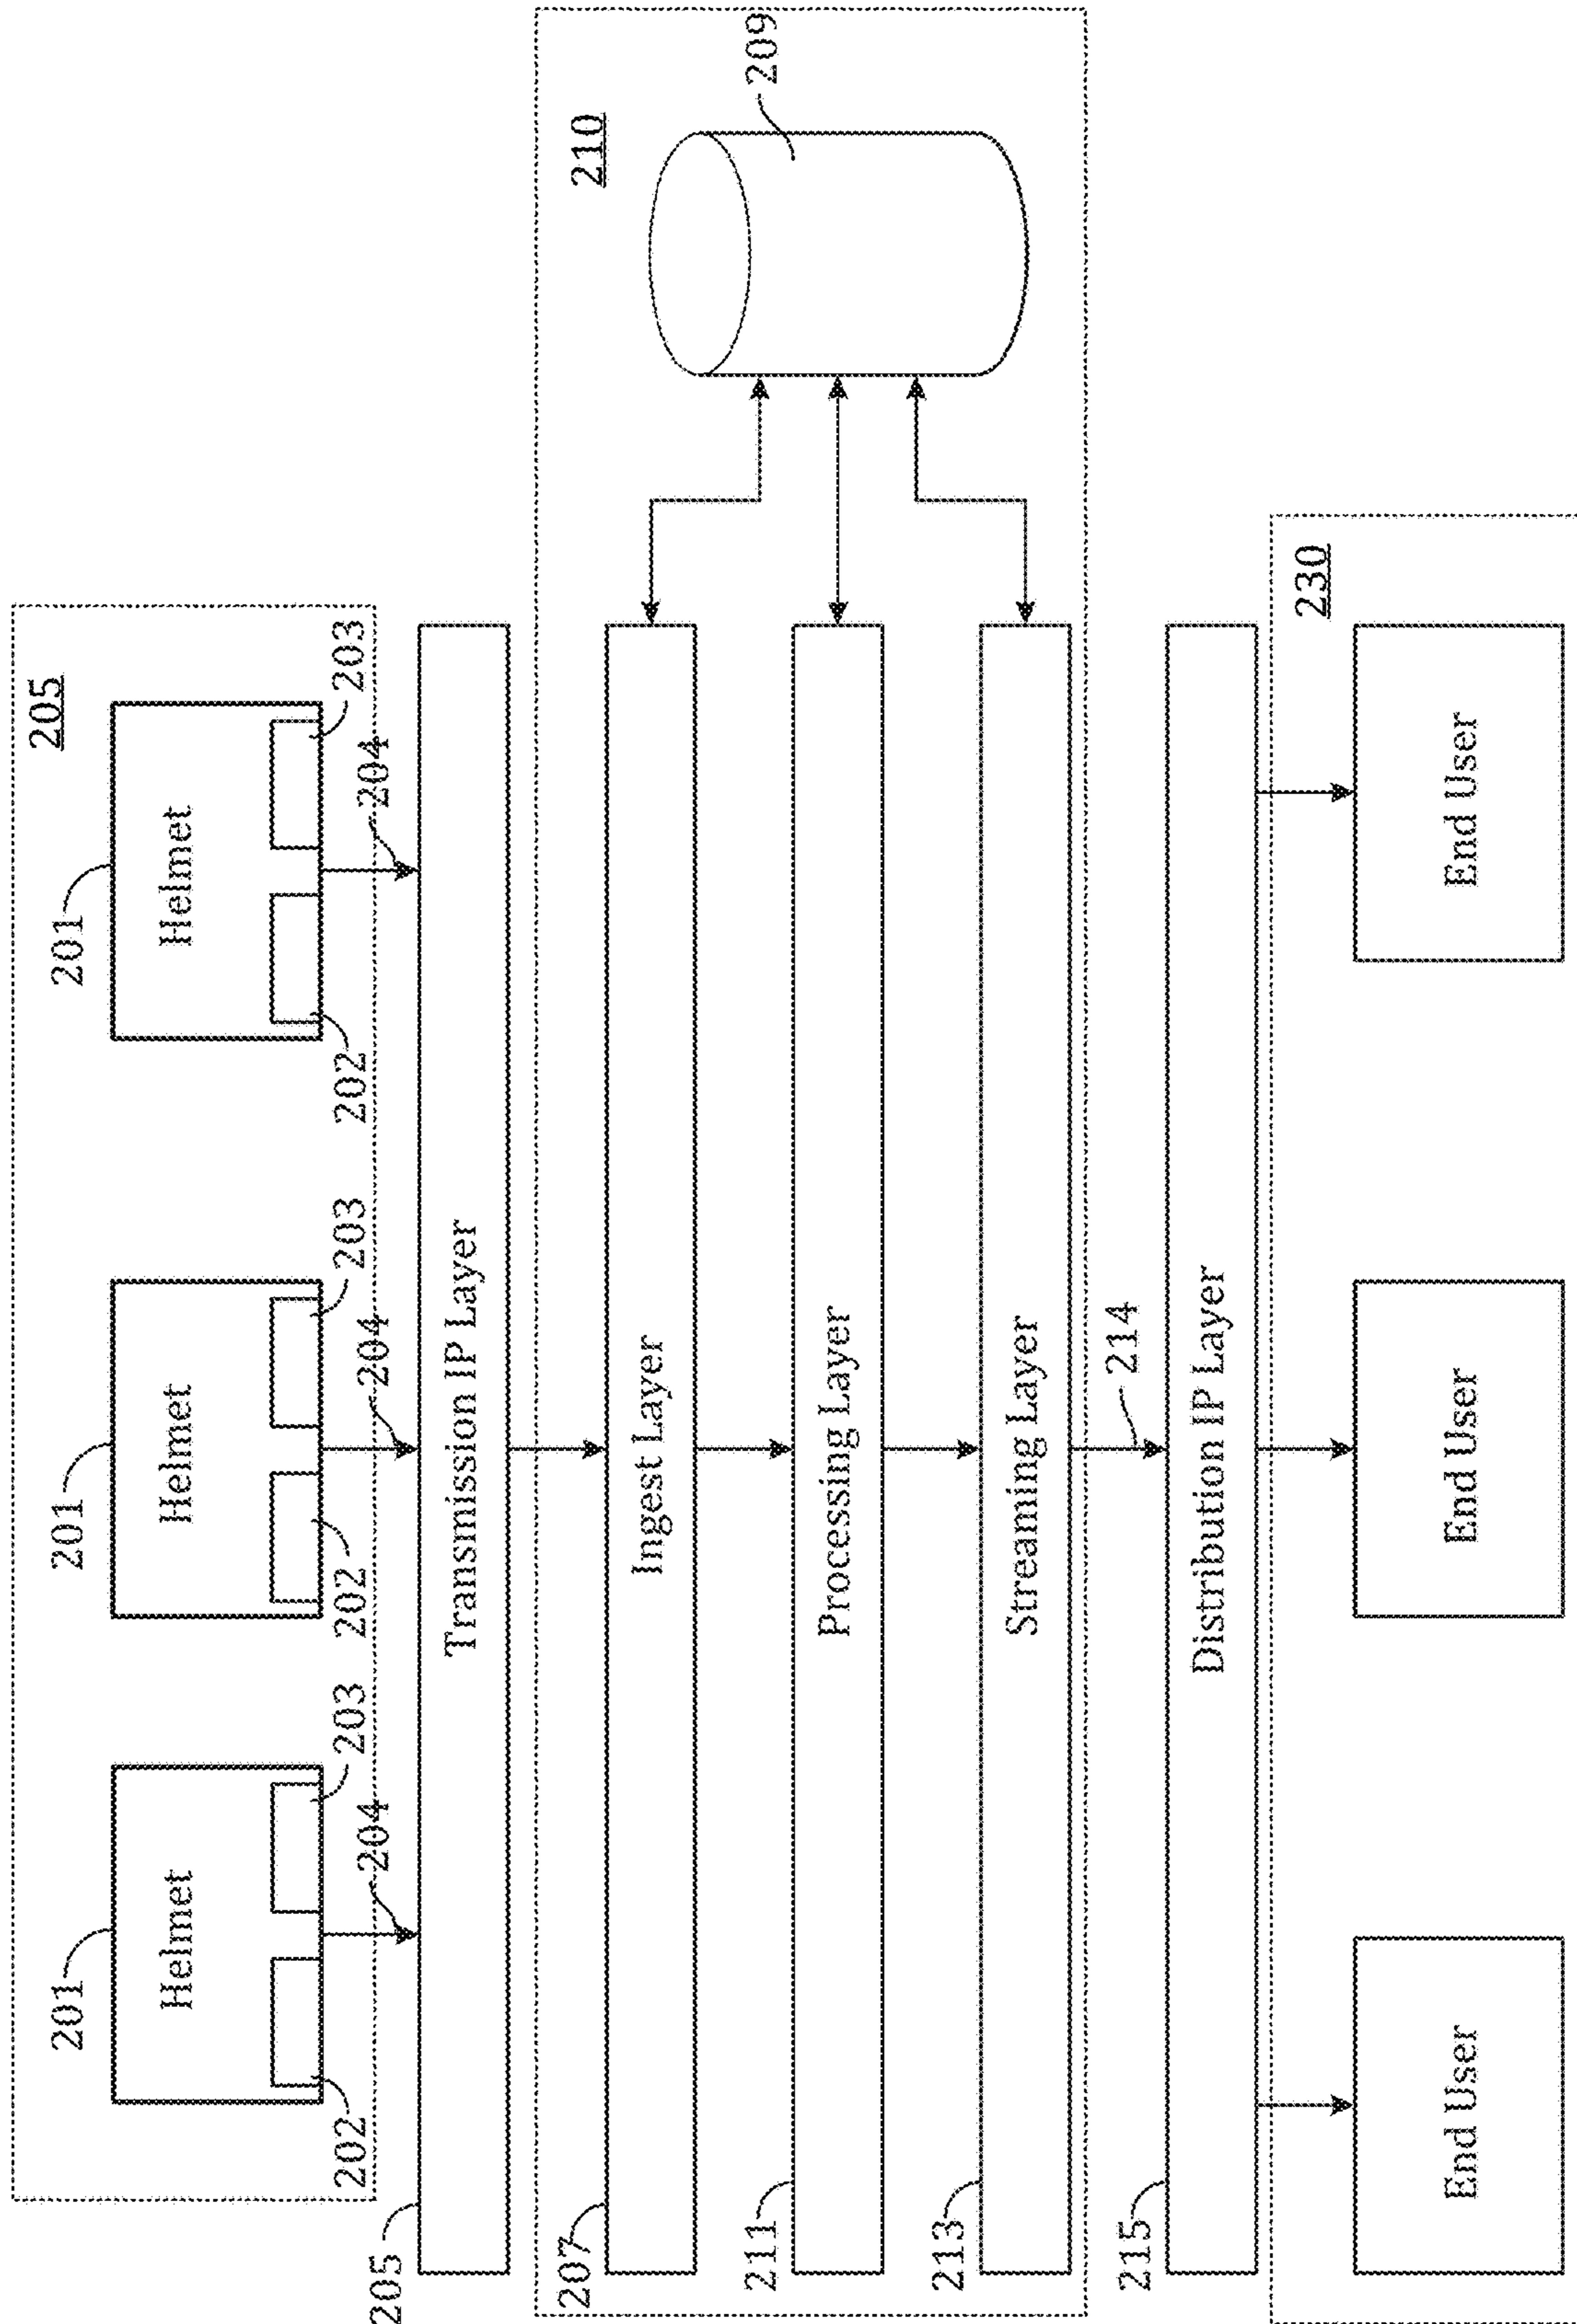 205
201
201
201
Helmet
Helmet
Helmet
202
203
202
203
202
203
204
204
204
205
Transmission IP Layer
210
207
Ingest Layer
209
211
Processing Layer
213
Streaming Layer
214
215
Distribution IP Layer
230
End User
End User
End User